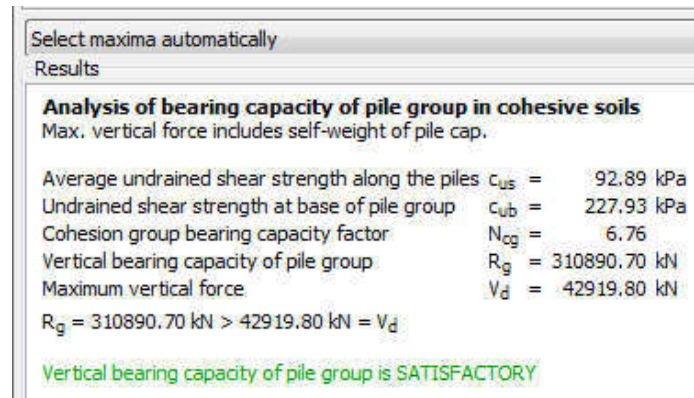 Select maxima automatically
Results
Analysis of bearing capacity of pile group in cohesive soils
Max. vertical force includes self-weight of pile cap.
Average undrained shear strength along the piles cus = 92.89 kPa
Undrained shear strength at base of pile group cub = 227.93 kPa
Cohesion group bearing capacity factor Ncg = 6.76
Vertical bearing capacity of pile group Rg = 310890.70 kN
Maximum vertical force Vd = 42919.80 kN
Rg = 310890.70 kN > 42919.80 kN = Vd
Vertical bearing capacity of pile group is SATISFACTORY